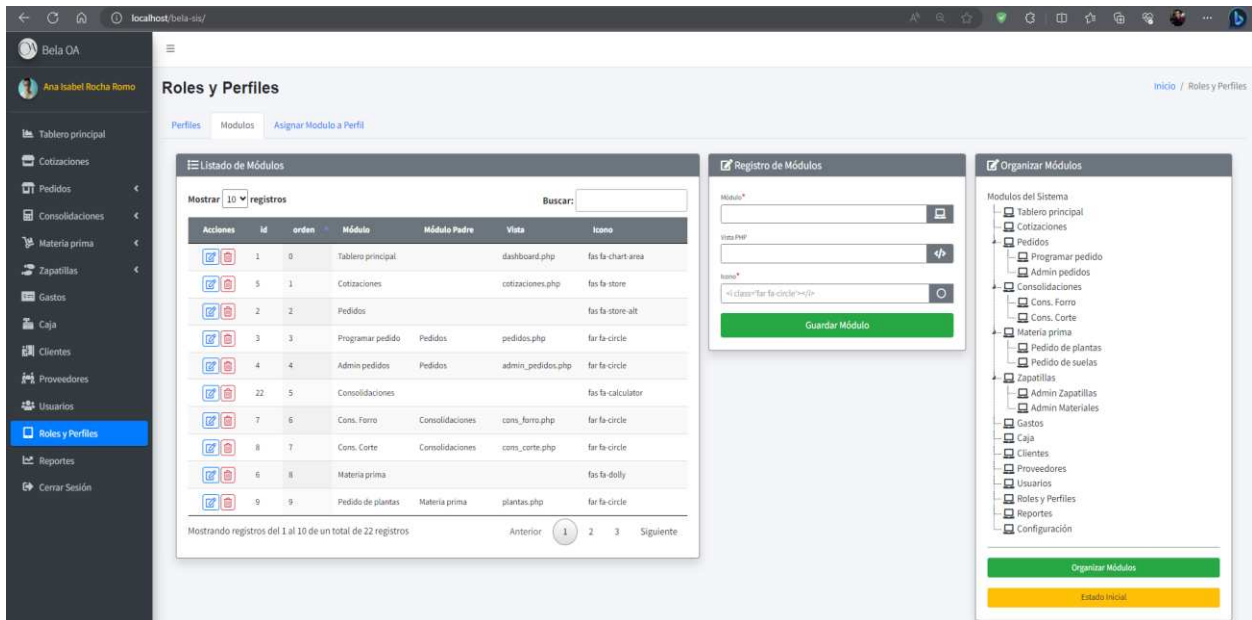 localhost/bela-sis/
Bela OA
Ana Isabel Rocha Romo
Tablero principal
Cotizaciones
Pedidos
Consolidaciones
Materia prima
Zapatillas
Gastos
Caja
Clientes
Proveedores
Usuarios
Roles y Perfiles
Reportes
Cerrar Sesión
Roles y Perfiles
Inicio / Roles y Perfiles
Perfiles Modulos Asignar Modulo a Perfil
Listado de Módulos
Mostrar 10 registros Buscar:
Acciones id orden Módulo Módulo Padre Vista Icono
1 0 Tablero principal dashboard.php fas fa-chart-area
5 1 Cotizaciones cotizaciones.php fas fa-store
2 2 Pedidos fas fa-store-alt
3 3 Programar pedido Pedidos pedidos.php far fa-circle
4 4 Admin pedidos Pedidos admin_pedidos.php far fa-circle
22 5 Consolidaciones fas fa-calculator
7 6 Cons. Forro Consolidaciones cons_forro.php far fa-circle
8 7 Cons. Corte Consolidaciones cons_corte.php far fa-circle
6 8 Materia prima fas fa-dolly
9 9 Pedido de plantas Materia prima plantas.php far fa-circle
Mostrando registros del 1 al 10 de un total de 22 registros
Anterior 1 2 3 Siguiente
Registro de Módulos
Módulo*
Vista PHP
Icono*
<i class='far fa-circle'></i>
Guardar Módulo
Organizar Módulos
Modulos del Sistema
Tablero principal
Cotizaciones
Pedidos
Programar pedido
Admin pedidos
Consolidaciones
Cons. Forro
Cons. Corte
Materia prima
Pedido de plantas
Pedido de suelas
Zapatillas
Admin Zapatillas
Admin Materiales
Gastos
Caja
Clientes
Proveedores
Usuarios
Roles y Perfiles
Reportes
Configuración
Organizar Módulos
Estado Inicial